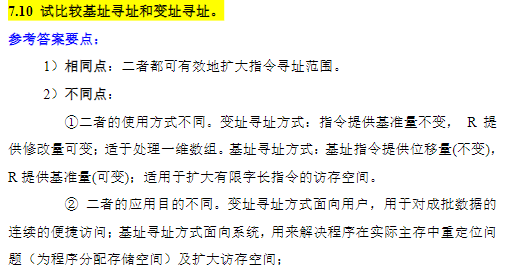 7.10 试比较基址寻址和变址寻址。
参考答案要点：
1）相同点：二者都可有效地扩大指令寻址范围。
2）不同点：
①二者的使用方式不同。变址寻址方式：指令提供基准量不变， R 提
供修改量可变；适于处理一维数组。基址寻址方式：基址指令提供位移量(不变)，
R 提供基准量(可变)；适用于扩大有限字长指令的访存空间。
② 二者的应用目的不同。变址寻址方式面向用户，用于对成批数据的
连续的便捷访问；基址寻址方式面向系统，用来解决程序在实际主存中重定位问
题（为程序分配存储空间）及扩大访存空间；